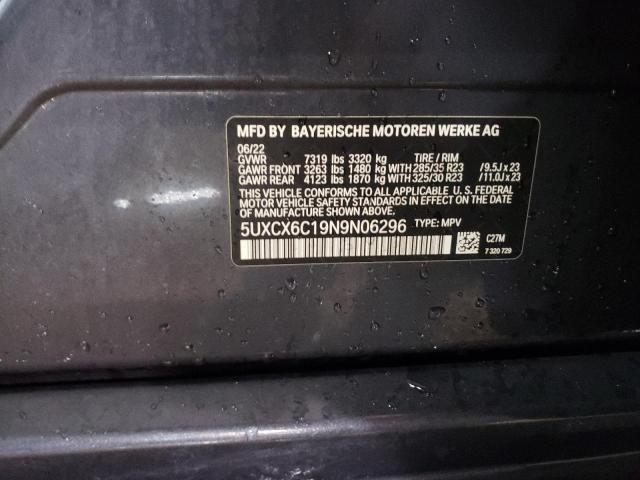 MFD BY BAYERISCHE MOTOREN WERKE AG
06/22
GVWR 7319 lbs 3320 kg TIRE / RIM
GAWR FRONT 3263 lbs 1480 kg WITH 285/35 R23 /9.5J x 23
GAWR REAR 4123 lbs 1870 kg WITH 325/30 R23 /11.0J x 23
THIS VEHICLE CONFORMS TO ALL APPLICABLE U.S. FEDERAL
MOTOR VEHICLE SAFETY STANDARDS IN EFFECT ON THE
DATE OF MANUFACTURE SHOWN ABOVE.
5UXCX6C19N9N06296 TYPE: MPV
C27M
7 329 729